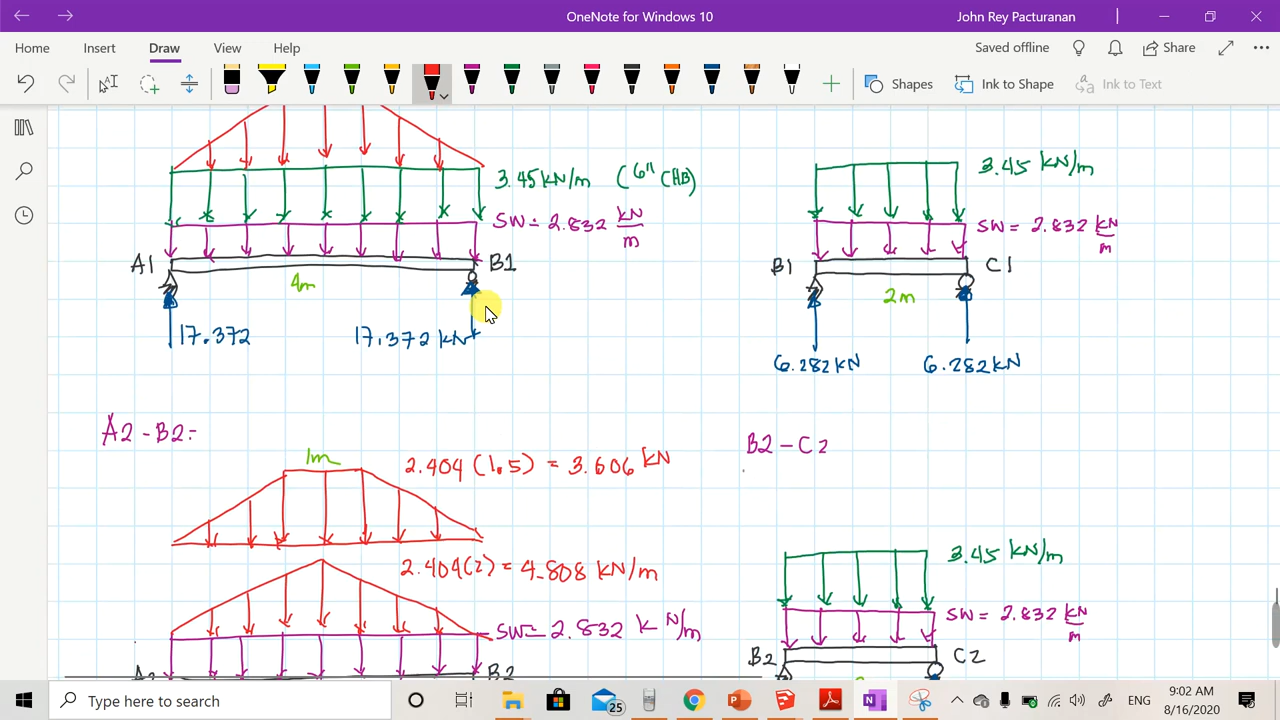 OneNote for Windows 10
John Rey Pacturanan
Home Insert Draw View Help
Saved offline
Share
Shapes
Ink to Shape
Ink to Text
3.45 kN/m (6" CHB)
SW = 2.832 kN/m
A1
B1
4m
17.372
17.372 kN
3.45 kN/m
SW = 2.832 kN/m
B1
C1
2m
6.282 kN
6.282 kN
A2 - B2:
1m
2.404 (1.5) = 3.606 kN
2.404(2) = 4.808 kN/m
SW = 2.832 kN/m
B2
B2 - C2
3.45 kN/m
SW = 2.832 kN/m
B2
C2
Type here to search
25
9:02 AM
8/16/2020